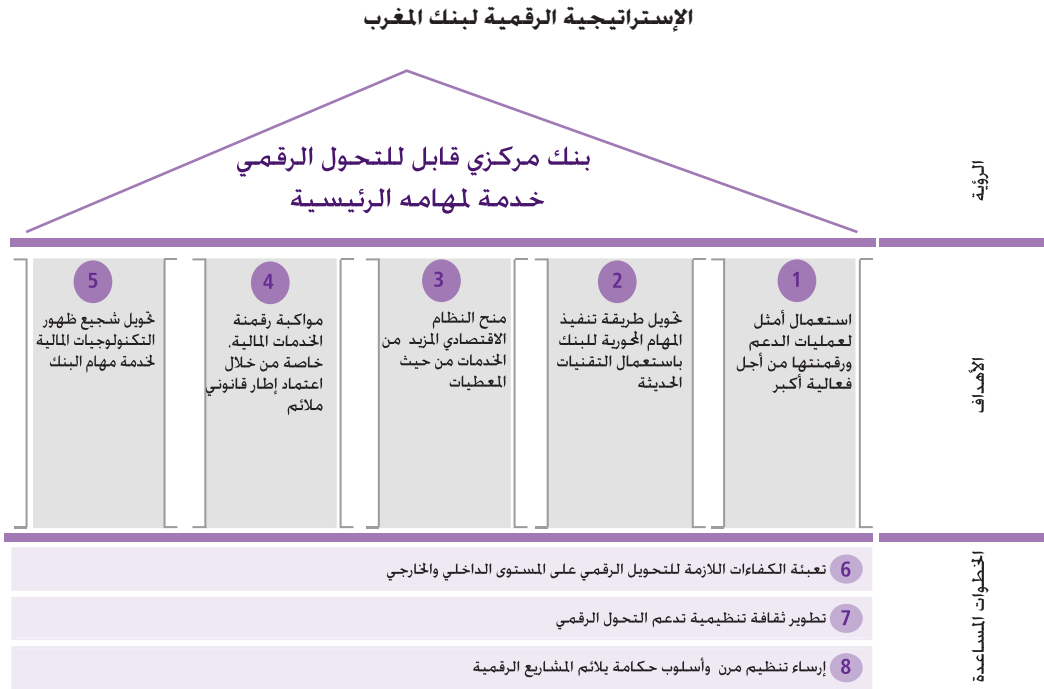 الإستراتيجية الرقمية لبنك المغرب
بنك مركزي قابل للتحول الرقمي
خدمة لمهامه الرئيسية
الرؤية
1
استعمال أمثل
لعمليات الدعم
ورقمنتها من أجل
فعالية أكبر
2
تحويل طريقة تنفيذ
المهام المحورية للبنك
باستعمال التقنيات
الحديثة
3
منح النظام
الاقتصادي المزيد من
الخدمات من حيث
المعطيات
4
مواكبة رقمنة
الخدمات المالية،
خاصة من خلال
اعتماد إطار قانوني
ملائم
5
تحويل شجيع ظهور
التكنولوجيات المالية
لخدمة مهام البنك
الأهداف
6 تعبئة الكفاءات اللازمة للتحويل الرقمي على المستوى الداخلي والخارجي
7 تطوير ثقافة تنظيمية تدعم التحول الرقمي
8 إرساء تنظيم مرن وأسلوب حكامة يلائم المشاريع الرقمية
الخطوات المساعدة